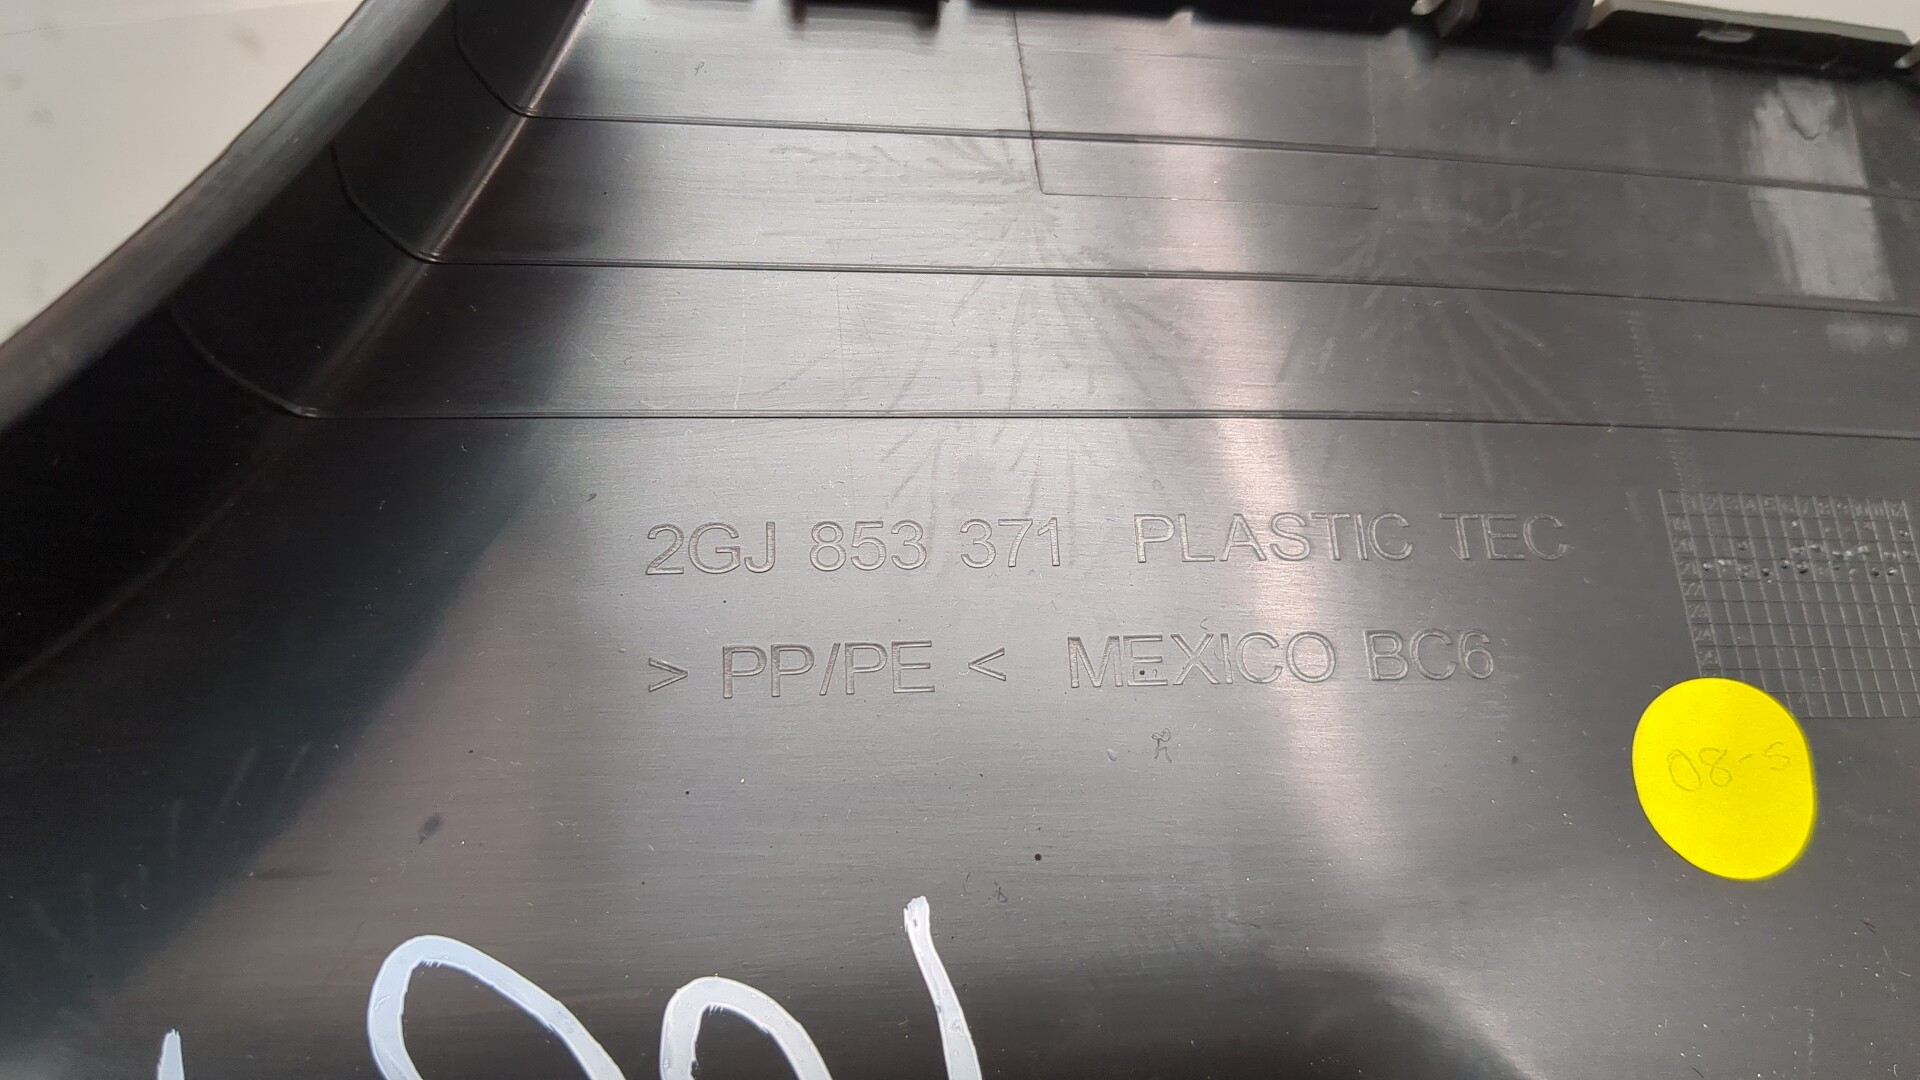 2GJ 853 371 PLASTIC TEC
> PP/PE < MEXICO BC6
08-5